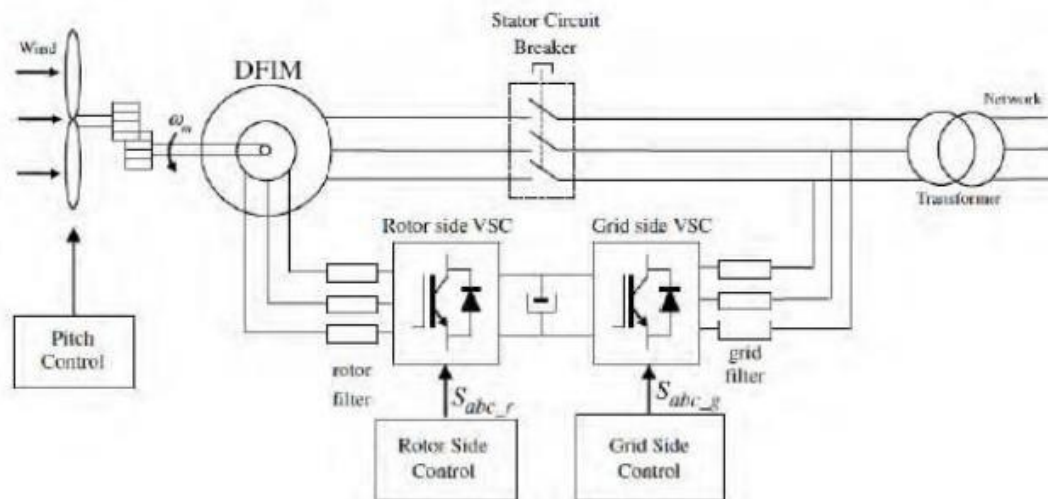 Stator Circuit
Breaker
Wind
DFIM
Network
ω_m
Transformer
Rotor side VSC
Grid side VSC
Pitch
Control
rotor
filter
grid
filter
S_abc_r
S_abc_g
Rotor Side
Control
Grid Side
Control